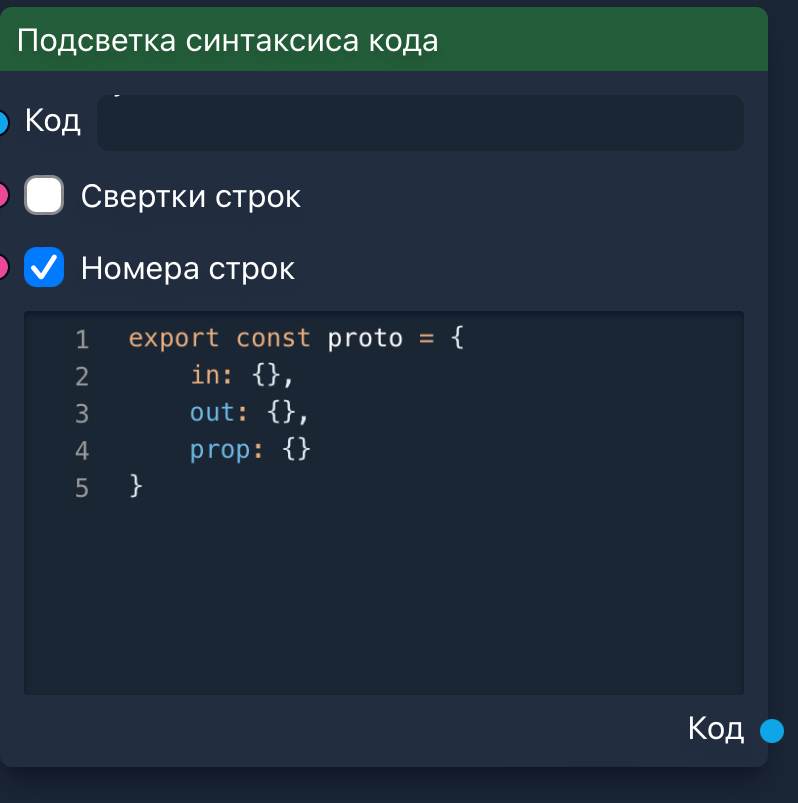 Подсветка синтаксиса кода
Код
Свертки строк
Номера строк
1 export const proto = {
2     in: {},
3     out: {},
4     prop: {}
5 }
Код